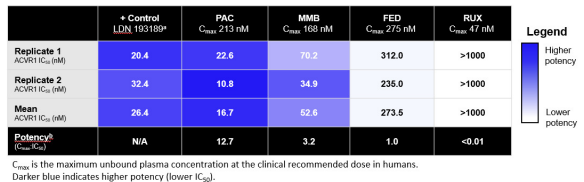 + Control
LDN 193189ᵃ
PAC
Cmax 213 nM
MMB
Cmax 168 nM
FED
Cmax 275 nM
RUX
Cmax 47 nM
Replicate 1
ACVR1 IC50 (nM)
20.4 22.6 70.2 312.0 >1000
Replicate 2
ACVR1 IC50 (nM)
32.4 10.8 34.9 235.0 >1000
Mean
ACVR1 IC50 (nM)
26.4 16.7 52.6 273.5 >1000
Potencyᵇ
(Cmax:IC50)
N/A 12.7 3.2 1.0 <0.01
Legend
Higher
potency
Lower
potency
Cmax is the maximum unbound plasma concentration at the clinical recommended dose in humans.
Darker blue indicates higher potency (lower IC50).